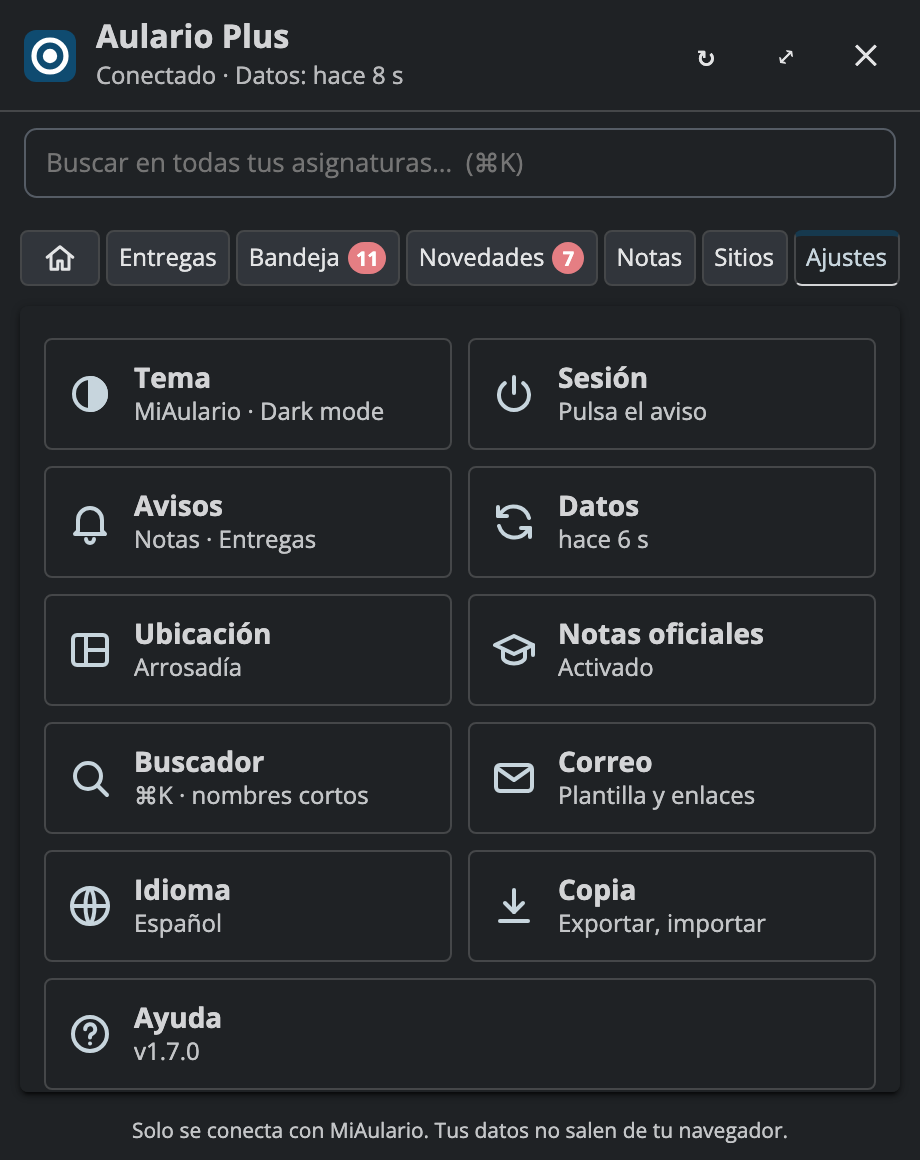 Aulario Plus
Conectado · Datos: hace 8 s
↻ ⤢ ✕
Buscar en todas tus asignaturas... (⌘K)
Entregas Bandeja 11 Novedades 7 Notas Sitios Ajustes
Tema
MiAulario · Dark mode
Sesión
Pulsa el aviso
Avisos
Notas · Entregas
Datos
hace 6 s
Ubicación
Arrosadía
Notas oficiales
Activado
Buscador
⌘K · nombres cortos
Correo
Plantilla y enlaces
Idioma
Español
Copia
Exportar, importar
Ayuda
v1.7.0
Solo se conecta con MiAulario. Tus datos no salen de tu navegador.